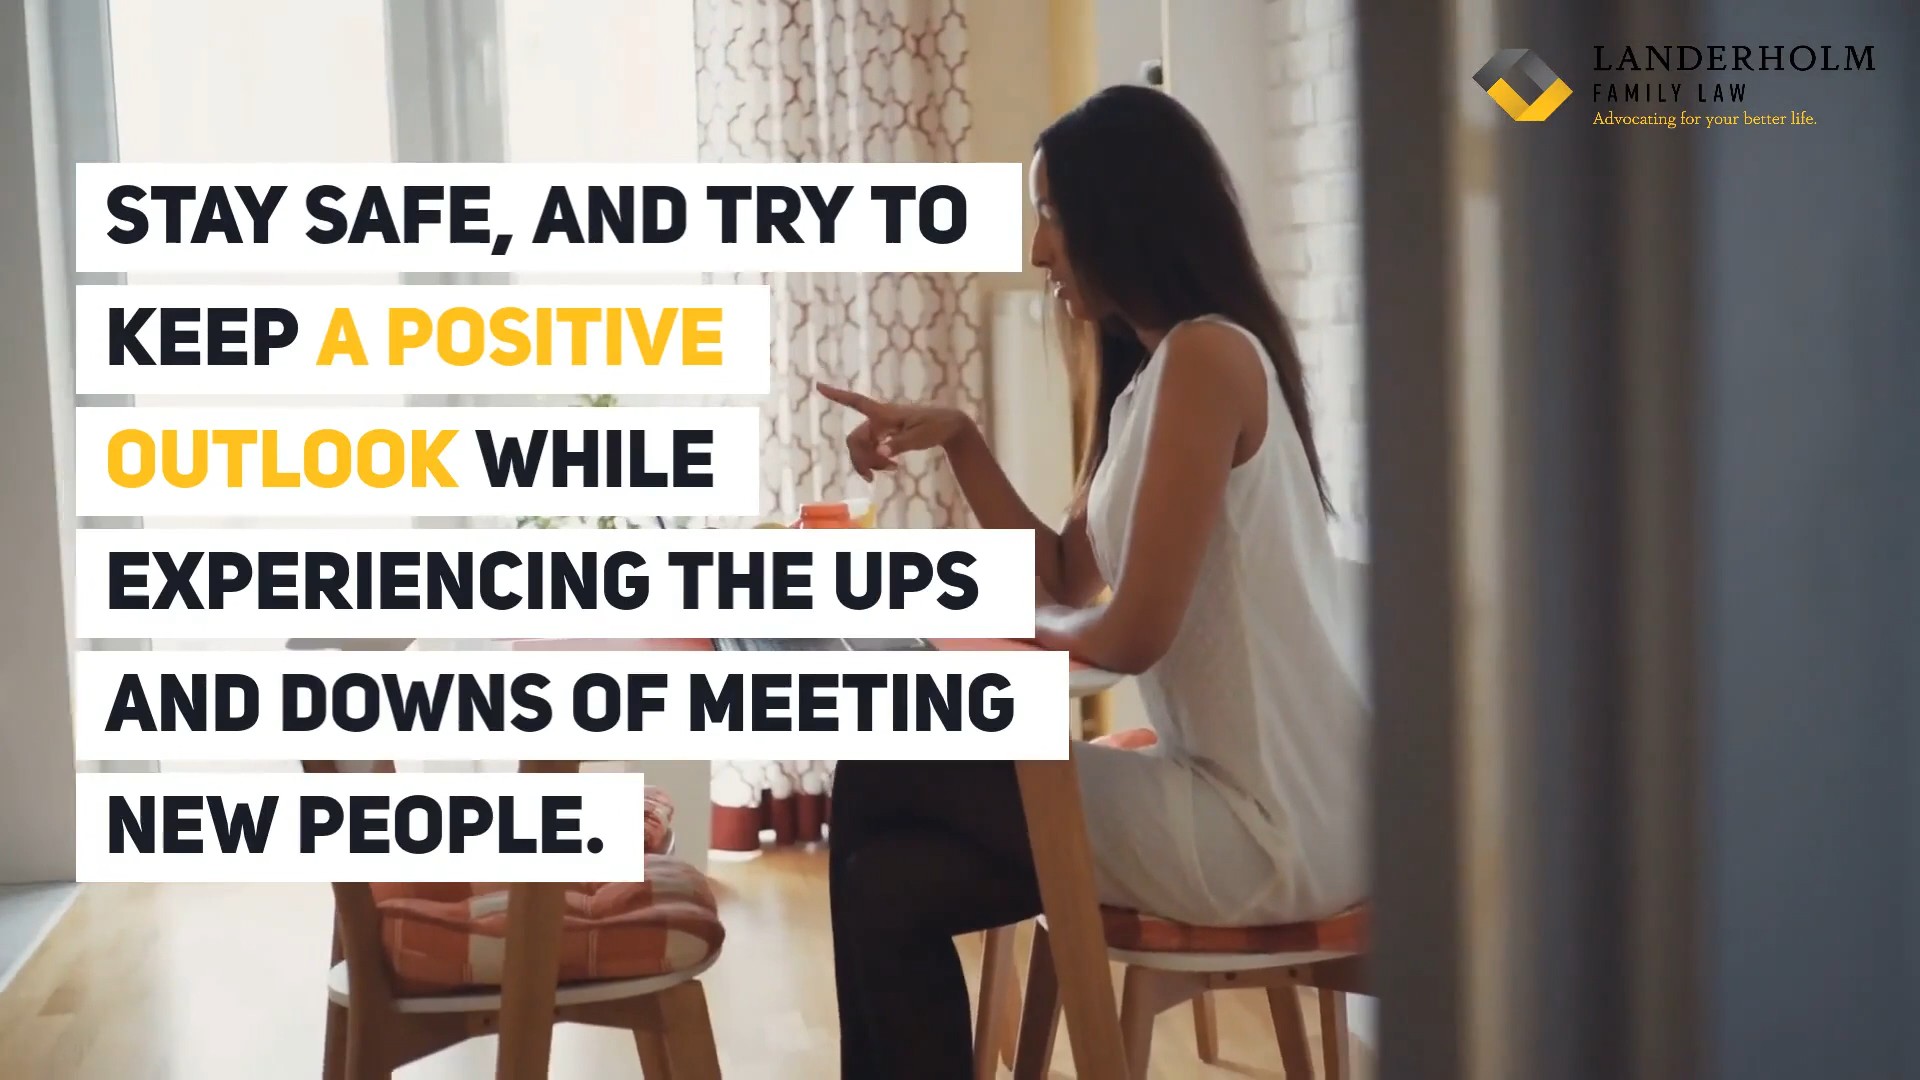 LANDERHOLM
FAMILY LAW
Advocating for your better life.
STAY SAFE, AND TRY TO
KEEP A POSITIVE
OUTLOOK WHILE
EXPERIENCING THE UPS
AND DOWNS OF MEETING
NEW PEOPLE.